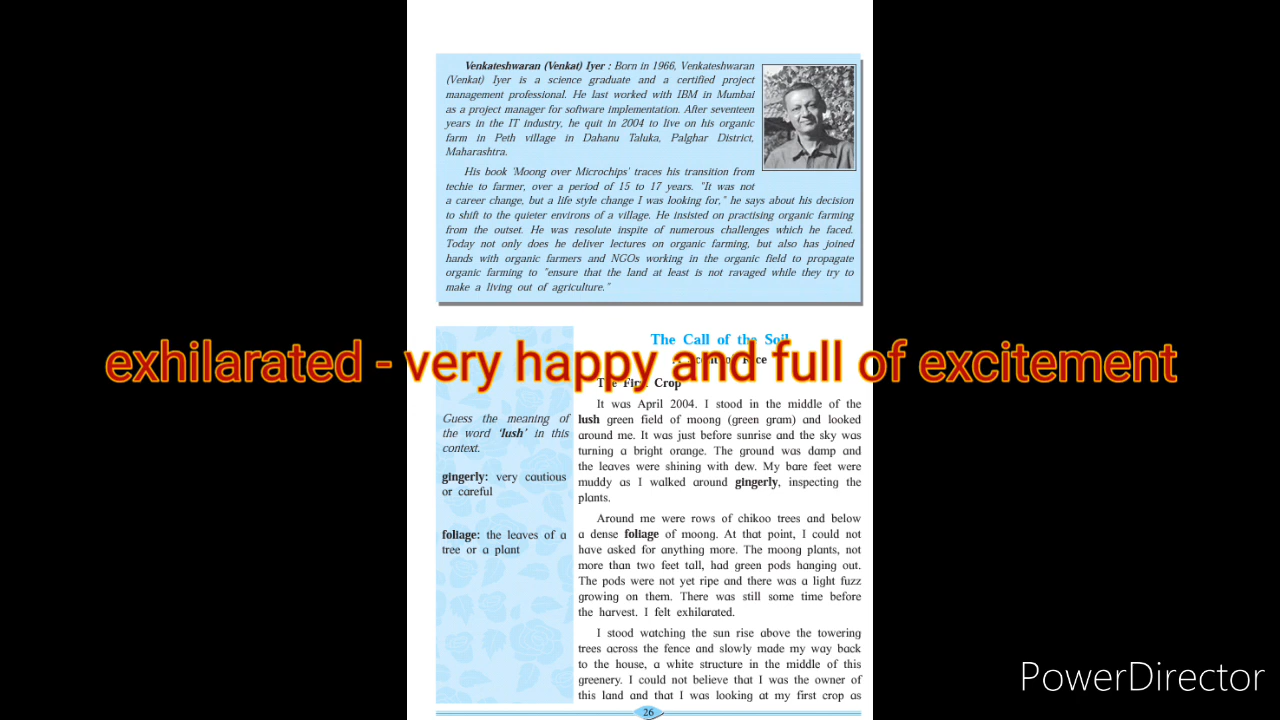 Venkateshwaran (Venkat) Iyer : Born in 1966, Venkateshwaran
(Venkat) Iyer is a science graduate and a certified project
management professional. He last worked with IBM in Mumbai
as a project manager for software implementation. After seventeen
years in the IT industry, he quit in 2004 to live on his organic
farm in Peth village in Dahanu Taluka, Palghar District,
Maharashtra.
His book 'Moong over Microchips' traces his transition from
techie to farmer, over a period of 15 to 17 years. "It was not
a career change, but a life style change I was looking for," he says about his decision
to shift to the quieter environs of a village. He insisted on practising organic farming
from the outset. He was resolute inspite of numerous challenges which he faced.
Today not only does he deliver lectures on organic farming, but also has joined
hands with organic farmers and NGOs working in the organic field to propagate
organic farming to "ensure that the land at least is not ravaged while they try to
make a living out of agriculture."
The Call of the Soil
exhilarated - very happy and full of excitement
The First Crop
Guess the meaning of
the word 'lush' in this
context.
gingerly: very cautious
or careful
foliage: the leaves of a
tree or a plant
It was April 2004. I stood in the middle of the
lush green field of moong (green gram) and looked
around me. It was just before sunrise and the sky was
turning a bright orange. The ground was damp and
the leaves were shining with dew. My bare feet were
muddy as I walked around gingerly, inspecting the
plants.
Around me were rows of chikoo trees and below
a dense foliage of moong. At that point, I could not
have asked for anything more. The moong plants, not
more than two feet tall, had green pods hanging out.
The pods were not yet ripe and there was a light fuzz
growing on them. There was still some time before
the harvest. I felt exhilarated.
I stood watching the sun rise above the towering
trees across the fence and slowly made my way back
to the house, a white structure in the middle of this
greenery. I could not believe that I was the owner of
this land and that I was looking at my first crop as
26
PowerDirector